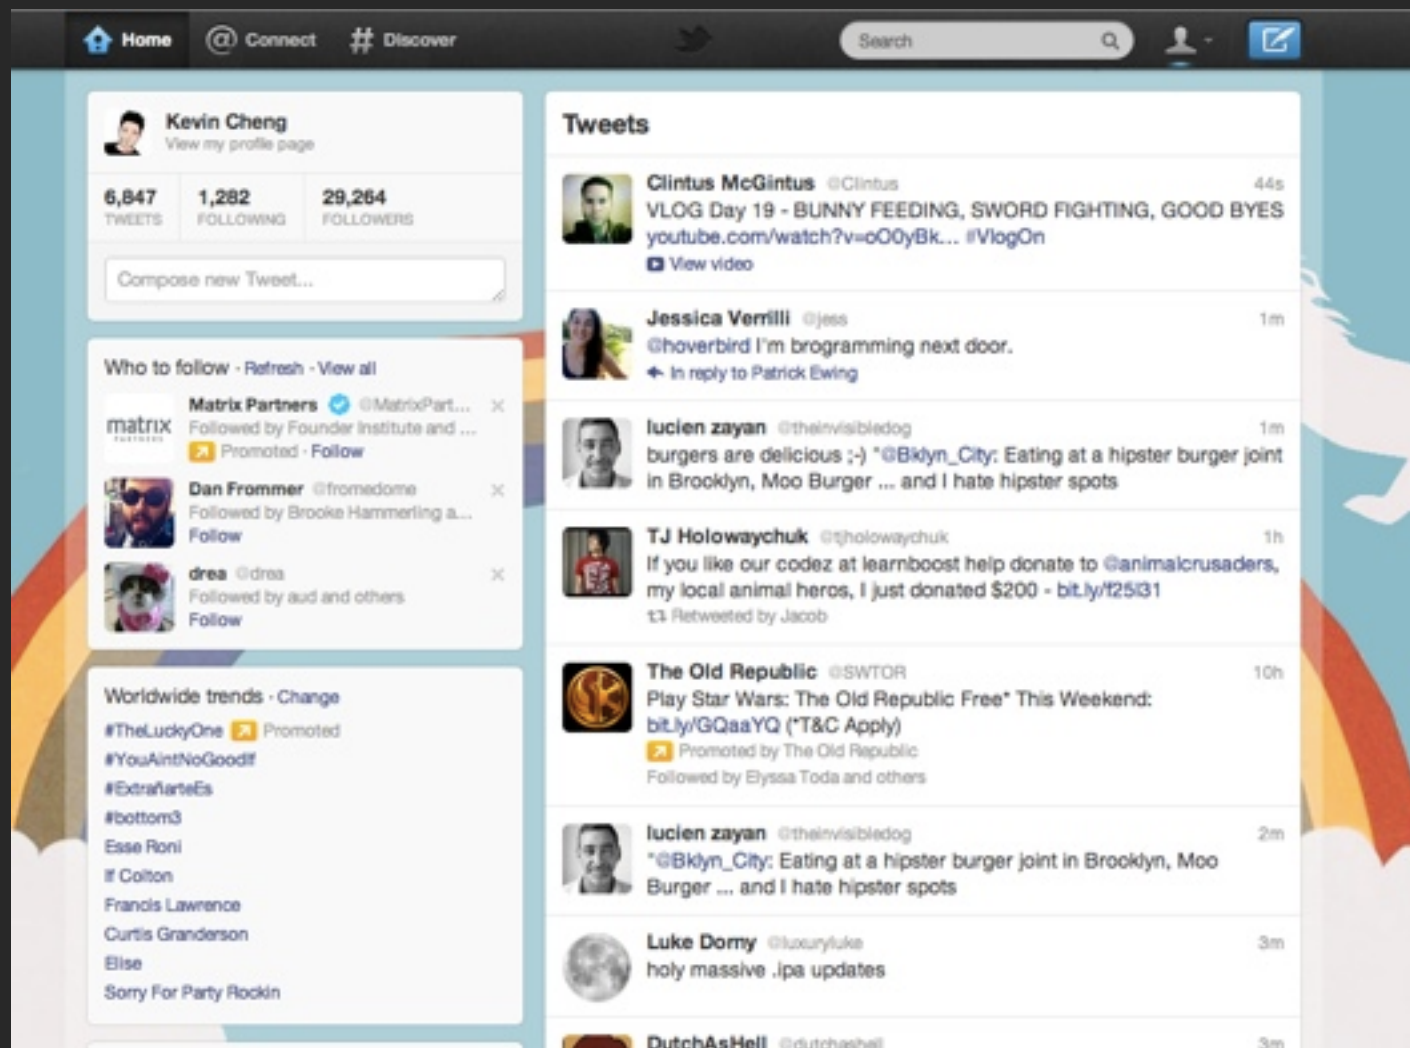 Home
Connect
Discover
Search
Kevin Cheng
View my profile page
6,847
TWEETS
1,282
FOLLOWING
29,264
FOLLOWERS
Compose new Tweet...
Who to follow · Refresh · View all
matrix
PARTNERS
Matrix Partners @MatrixPart...
Followed by Founder Institute and ...
Promoted · Follow
Dan Frommer @fromedome
Followed by Brooke Hammerling a...
Follow
drea @drea
Followed by aud and others
Follow
Worldwide trends · Change
#TheLuckyOne Promoted
#YouAintNoGoodIf
#ExtrañarteEs
#bottom3
Esse Roni
If Colton
Francis Lawrence
Curtis Granderson
Elise
Sorry For Party Rockin
Tweets
Clintus McGintus @Clintus 44s
VLOG Day 19 - BUNNY FEEDING, SWORD FIGHTING, GOOD BYES
youtube.com/watch?v=oO0yBk... #VlogOn
View video
Jessica Verrilli @jess 1m
@hoverbird I'm brogramming next door.
In reply to Patrick Ewing
lucien zayan @theinvisibledog 1m
burgers are delicious ;-) "@Bklyn_City: Eating at a hipster burger joint
in Brooklyn, Moo Burger ... and I hate hipster spots
TJ Holowaychuk @tjholowaychuk 1h
If you like our codez at learnboost help donate to @animalcrusaders,
my local animal heros, I just donated $200 - bit.ly/f25l31
Retweeted by Jacob
The Old Republic @SWTOR 10h
Play Star Wars: The Old Republic Free* This Weekend:
bit.ly/GQaaYQ (*T&C Apply)
Promoted by The Old Republic
Followed by Elyssa Toda and others
lucien zayan @theinvisibledog 2m
"@Bklyn_City: Eating at a hipster burger joint in Brooklyn, Moo
Burger ... and I hate hipster spots
Luke Dorny @luxuryluke 3m
holy massive .ipa updates
DutchAsHell @dutchashell 3m